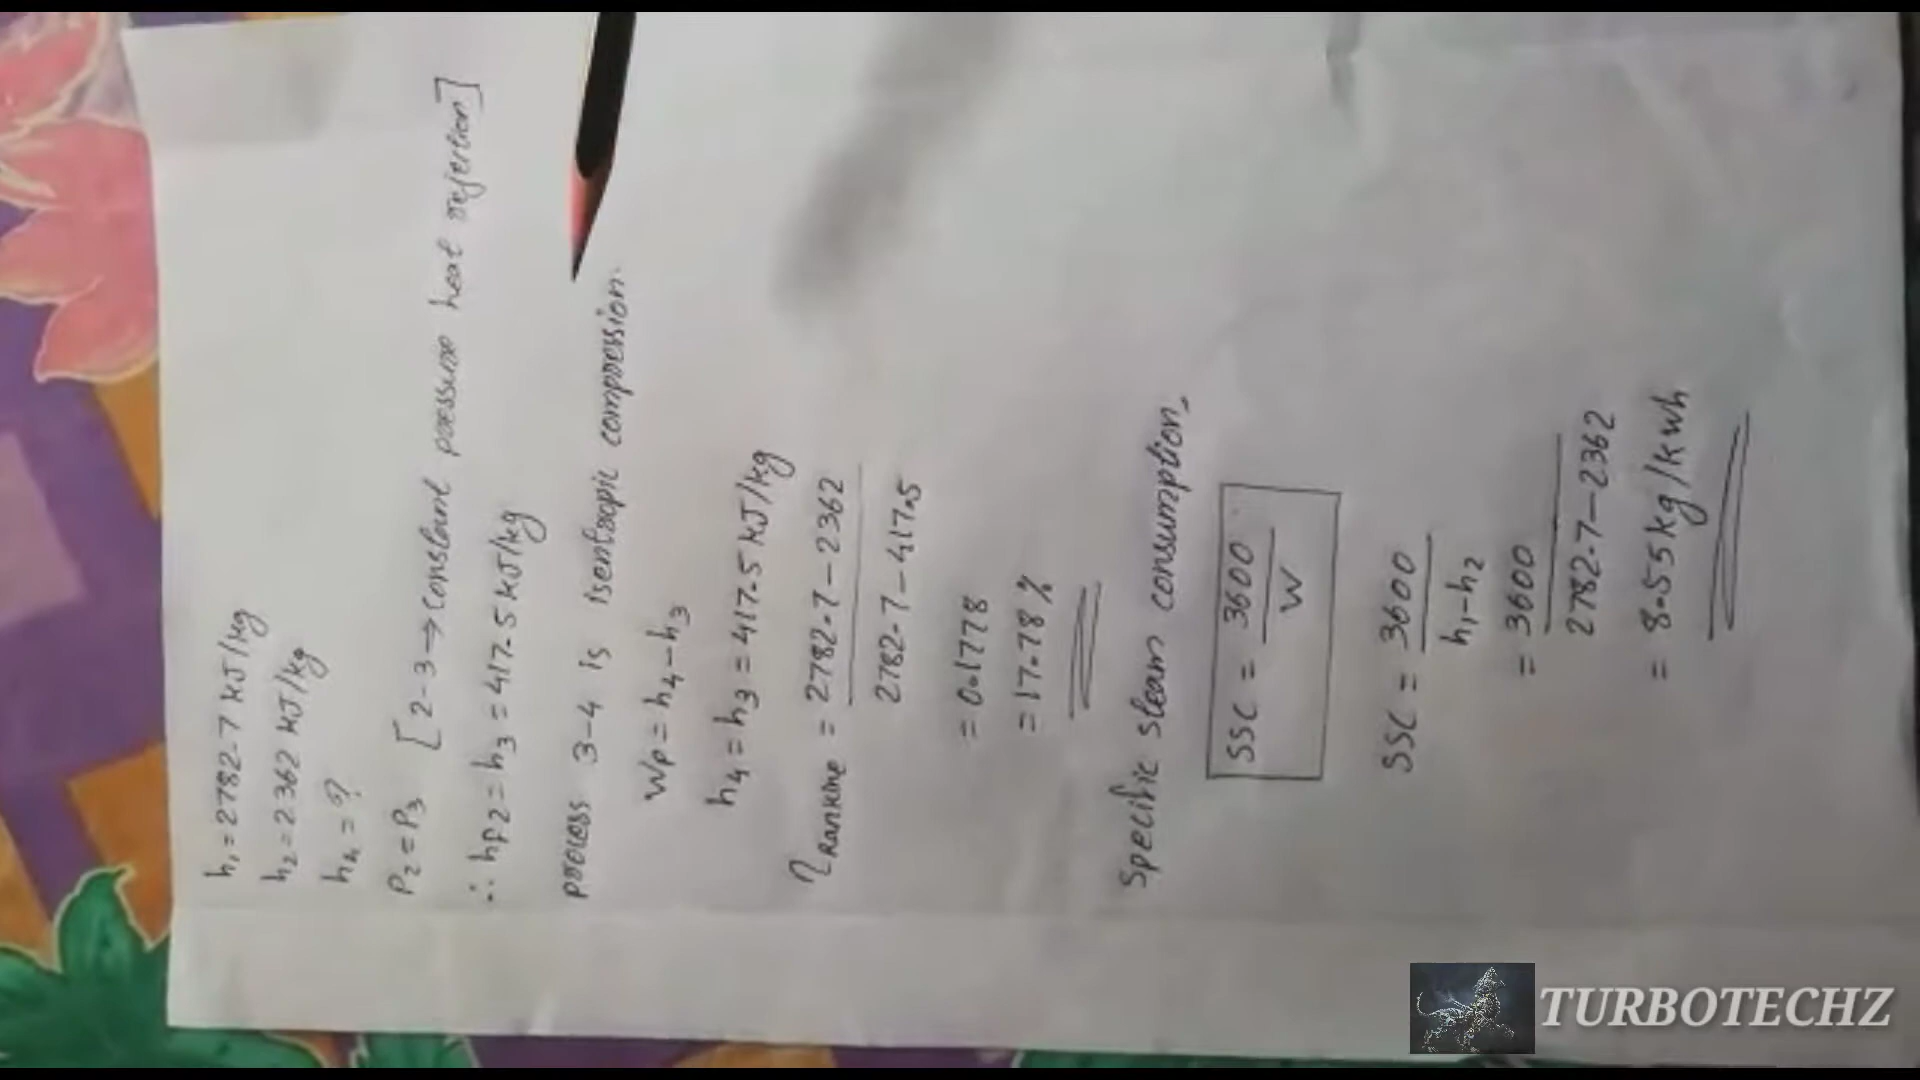 h₁ = 2782.7 kJ/kg
h₂ = 2362 kJ/kg
h₄ = ?
P₂ = P₃ [2-3 → constant pressure heat rejection]
∴ hf2 = h₃ = 417.5 kJ/kg
process 3-4 is isentropic compression.
Wp = h₄ - h₃
h₄ = h₃ = 417.5 kJ/kg
η Rankine = 2782.7 - 2362
2782.7 - 417.5
= 0.1778
= 17.78 %
Specific steam consumption,
SSC = 3600
W
SSC = 3600
h₁ - h₂
= 3600
2782.7 - 2362
= 8.55 kg/kwh
TURBOTECHZ